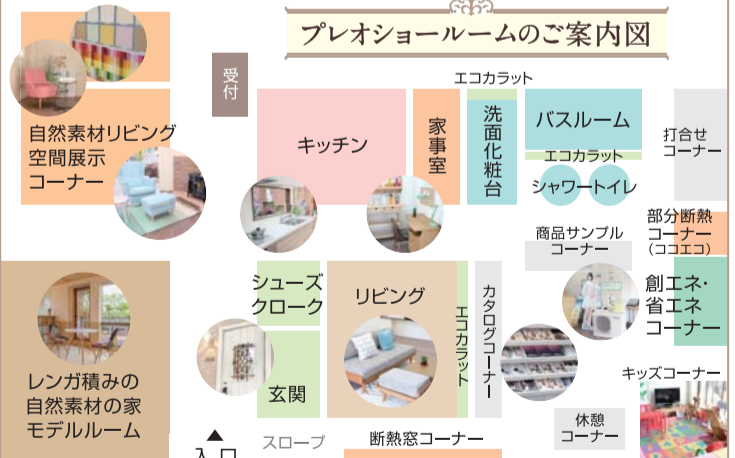 プレオショールームのご案内図
受付
エコカラット
自然素材リビング
空間展示
コーナー
キッチン
家事室
洗面化粧台
バスルーム
エコカラット
シャワートイレ
打合せ
コーナー
商品サンプル
コーナー
部分断熱
コーナー
（ココエコ）
創エネ・
省エネ
コーナー
シューズ
クローク
リビング
エコカラット
カタログコーナー
玄関
レンガ積みの
自然素材の家
モデルルーム
キッズコーナー
休憩
コーナー
▲
入口
スロープ
断熱窓コーナー